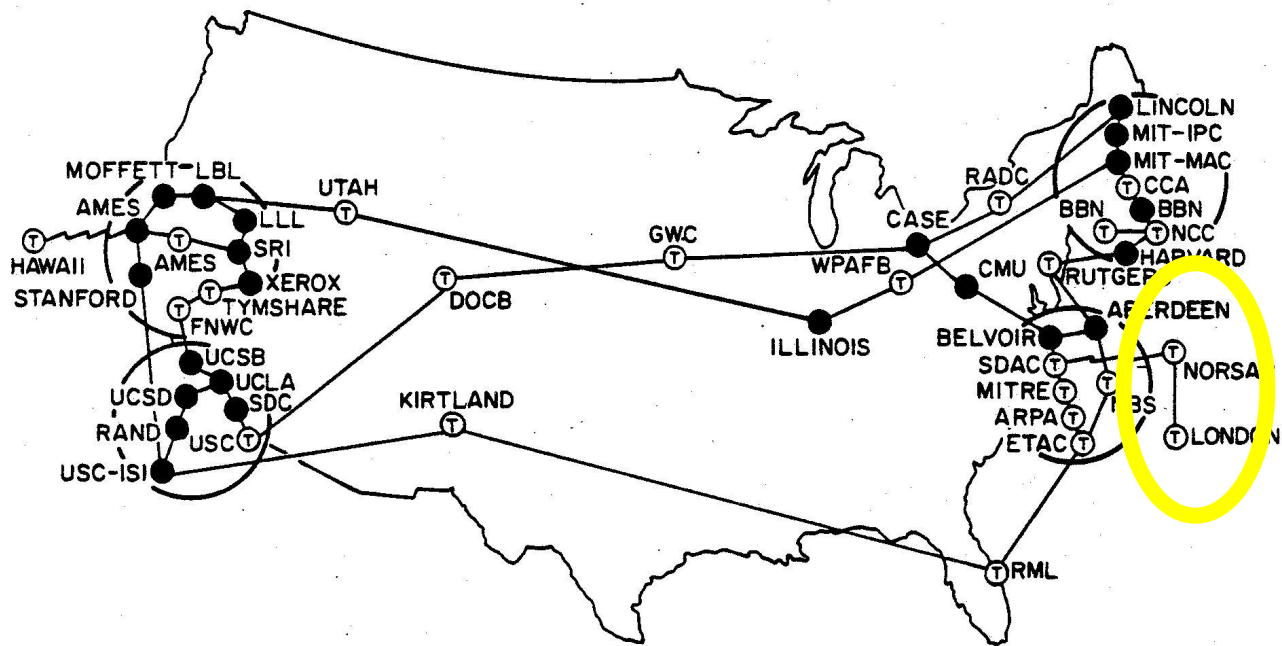 LINCOLN
MIT-IPC
MIT-MAC
MOFFETT-LBL
RADC
UTAH
T
CCA
AMES
LLL
CASE
BBN
BBN
T
T
T
T
NCC
GWC
T
SRI
HARVARD
HAWAII
AMES
WPAFB
T
RUTGERS
XEROX
T
CMU
STANFORD
T
TYMSHARE
DOCB
T
FNWC
ABERDEEN
ILLINOIS
BELVOIR
UCSB
SDAC
T
T
NORSAR
UCLA
UCSD
MITRE
T
T
NBS
SDC
KIRTLAND
ARPA
T
RAND
T
USC
T
ETAC
T
T
LONDON
USC-ISI
T
RML